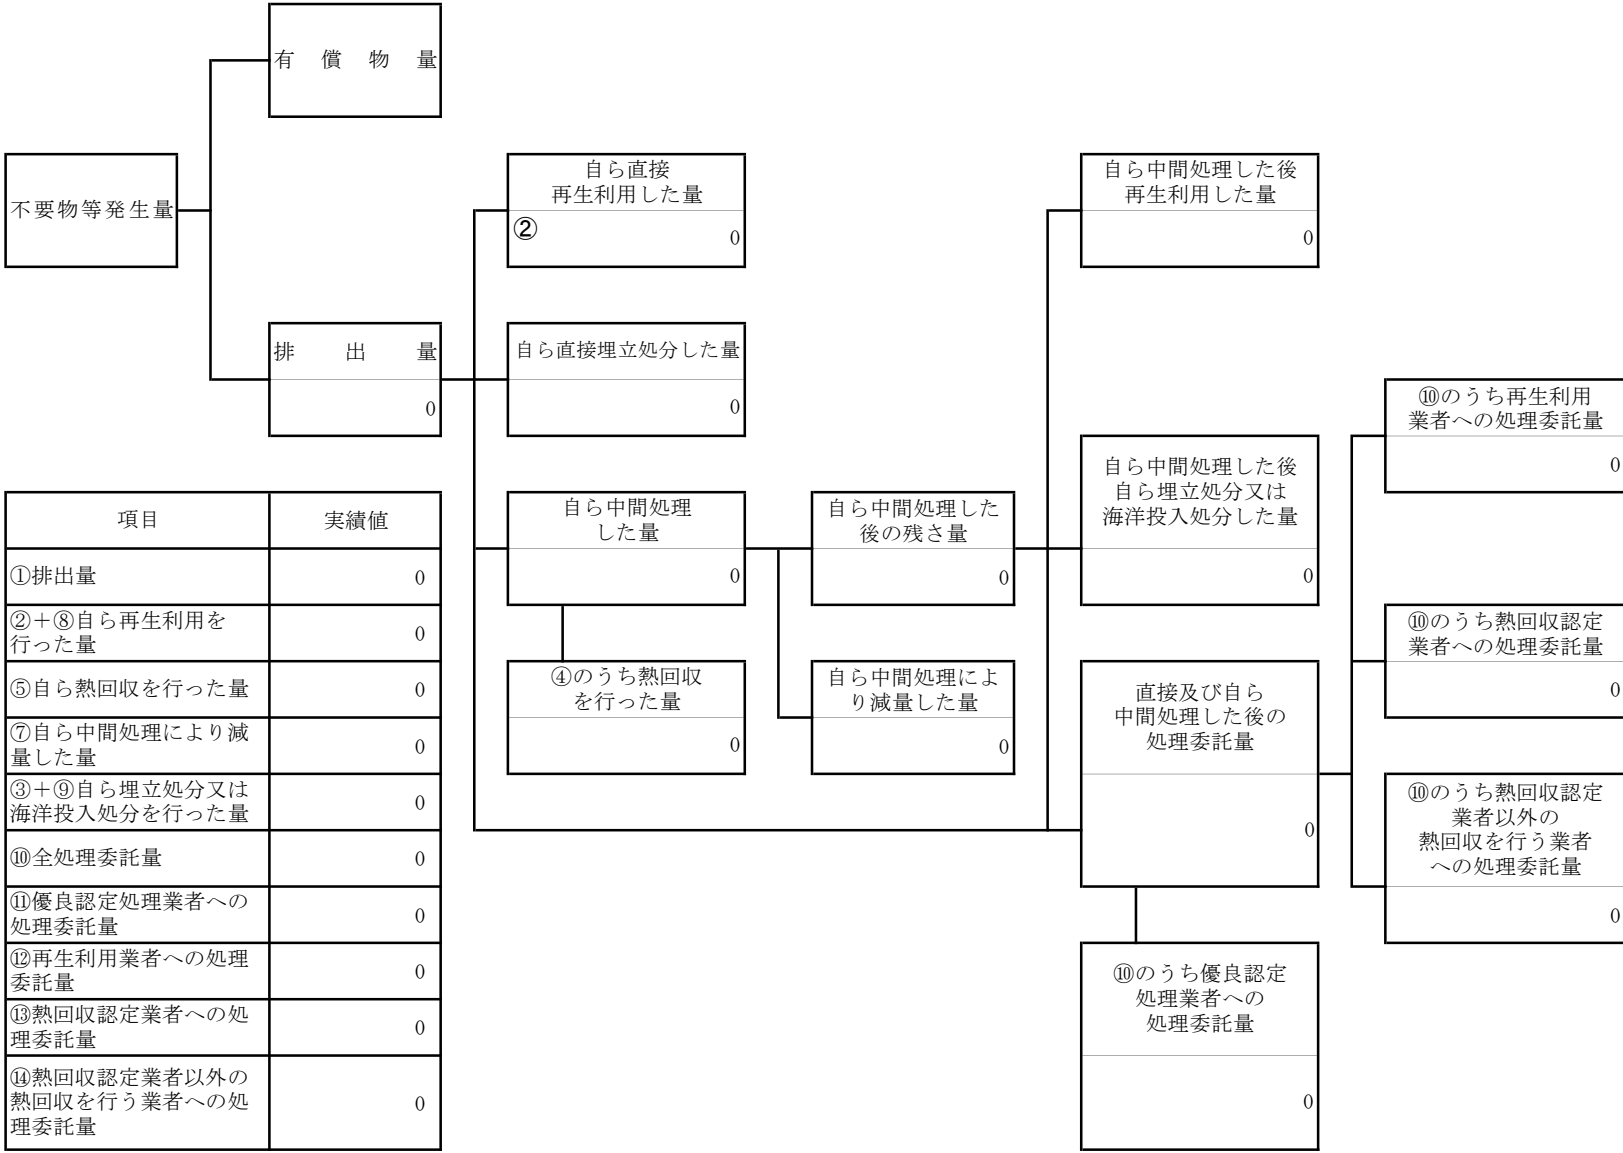 有償物量
不要物等発生量
排出量
0
自ら直接
再生利用した量
②
0
自ら直接埋立処分した量
0
自ら中間処理
した量
0
④のうち熱回収
を行った量
0
自ら中間処理した
後の残さ量
0
自ら中間処理によ
り減量した量
0
自ら中間処理した後
再生利用した量
0
自ら中間処理した後
自ら埋立処分又は
海洋投入処分した量
0
直接及び自ら
中間処理した後の
処理委託量
0
⑩のうち優良認定
処理業者への
処理委託量
0
⑩のうち再生利用
業者への処理委託量
0
⑩のうち熱回収認定
業者への処理委託量
0
⑩のうち熱回収認定
業者以外の
熱回収を行う業者
への処理委託量
0
項目 実績値
①排出量 0
②+⑧自ら再生利用を
行った量 0
⑤自ら熱回収を行った量 0
⑦自ら中間処理により減
量した量 0
③+⑨自ら埋立処分又は
海洋投入処分を行った量 0
⑩全処理委託量 0
⑪優良認定処理業者への
処理委託量 0
⑫再生利用業者への処理
委託量 0
⑬熱回収認定業者への処
理委託量 0
⑭熱回収認定業者以外の
熱回収を行う業者への処
理委託量 0